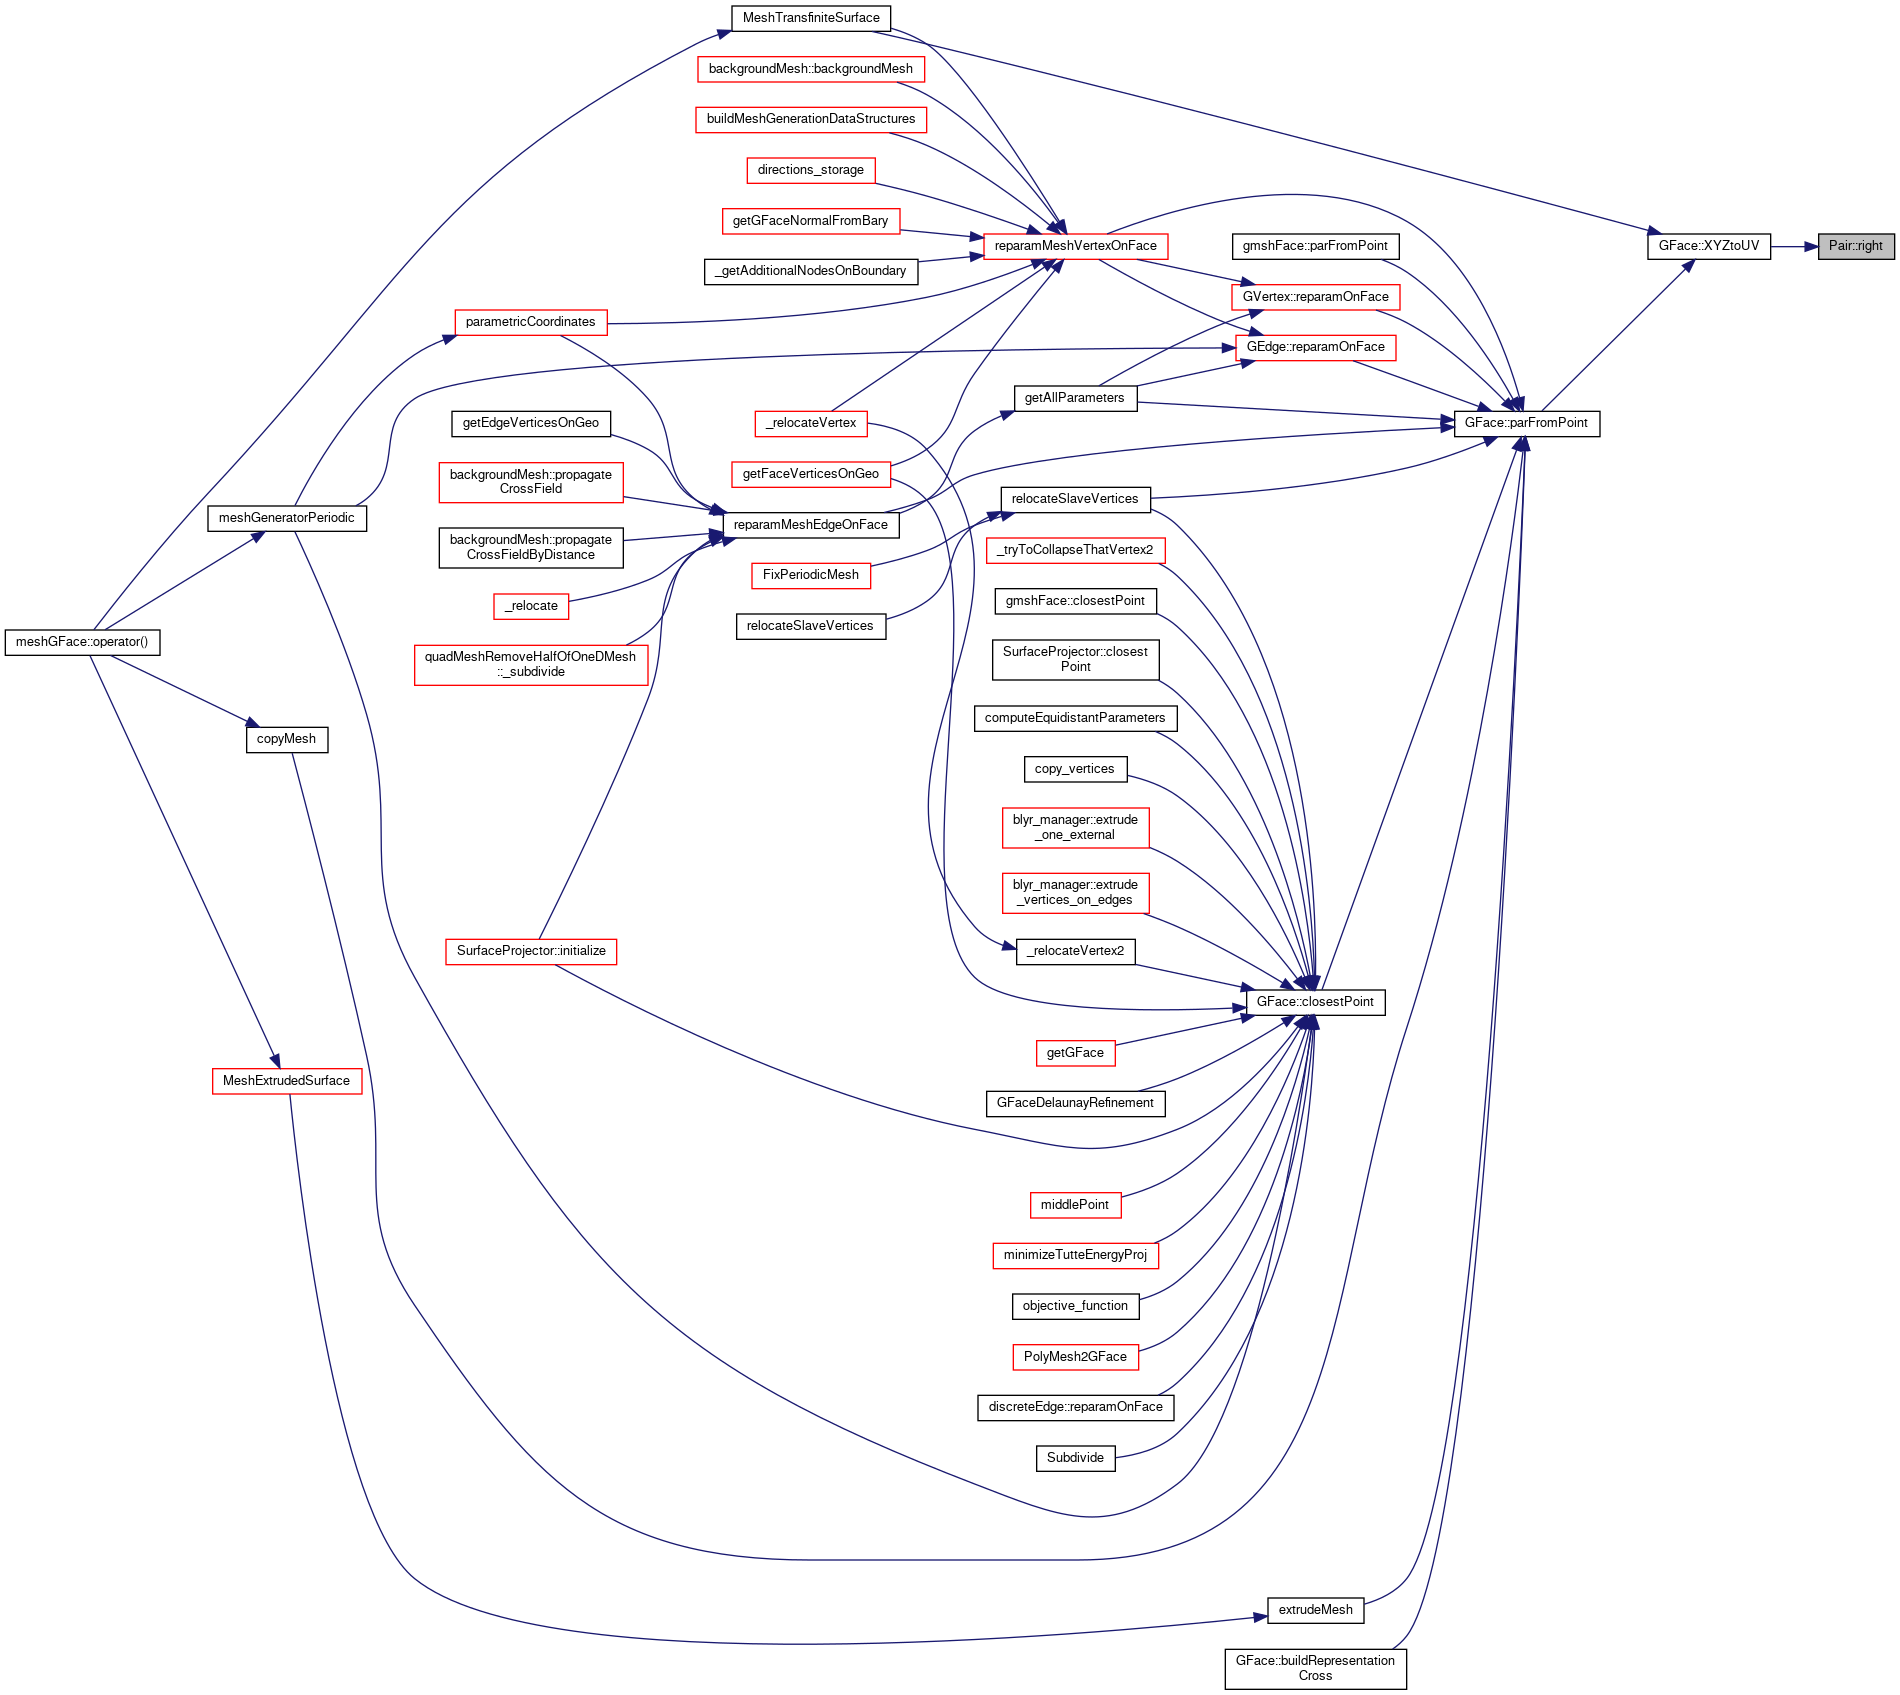 MeshTransfiniteSurface
backgroundMesh::backgroundMesh
buildMeshGenerationDataStructures
directions_storage
getGFaceNormalFromBary
reparamMeshVertexOnFace
gmshFace::parFromPoint
GFace::XYZtoUV
Pair::right
_getAdditionalNodesOnBoundary
GVertex::reparamOnFace
parametricCoordinates
GEdge::reparamOnFace
getAllParameters
getEdgeVerticesOnGeo
_relocateVertex
GFace::parFromPoint
backgroundMesh::propagate
CrossField
getFaceVerticesOnGeo
relocateSlaveVertices
meshGeneratorPeriodic
reparamMeshEdgeOnFace
backgroundMesh::propagate
CrossFieldByDistance
_tryToCollapseThatVertex2
FixPeriodicMesh
_relocate
gmshFace::closestPoint
relocateSlaveVertices
meshGFace::operator()
quadMeshRemoveHalfOfOneDMesh
::_subdivide
SurfaceProjector::closest
Point
computeEquidistantParameters
copyMesh
copy_vertices
blyr_manager::extrude
_one_external
blyr_manager::extrude
_vertices_on_edges
SurfaceProjector::initialize
_relocateVertex2
GFace::closestPoint
getGFace
MeshExtrudedSurface
GFaceDelaunayRefinement
middlePoint
minimizeTutteEnergyProj
objective_function
PolyMesh2GFace
discreteEdge::reparamOnFace
Subdivide
extrudeMesh
GFace::buildRepresentation
Cross